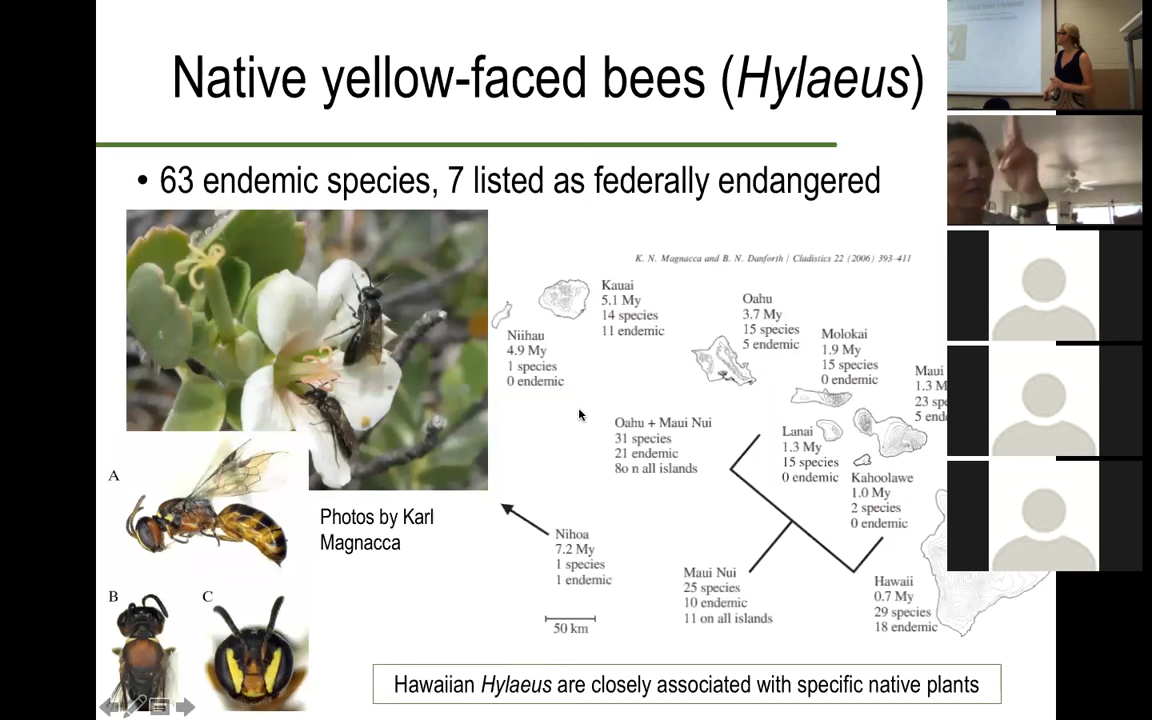 Native yellow-faced bees (Hylaeus)
• 63 endemic species, 7 listed as federally endangered
K. N. Magnacca and B. N. Danforth / Cladistics 22 (2006) 393–411
Kauai
5.1 My
14 species
11 endemic
Niihau
4.9 My
1 species
0 endemic
Oahu
3.7 My
15 species
5 endemic
Molokai
1.9 My
15 species
0 endemic
Maui
1.3 M
23 spe
5 end
Oahu + Maui Nui
31 species
21 endemic
8o n all islands
Lanai
1.3 My
15 species
0 endemic
Kahoolawe
1.0 My
2 species
0 endemic
A
Photos by Karl
Magnacca
Nihoa
7.2 My
1 species
1 endemic
50 km
Maui Nui
25 species
10 endemic
11 on all islands
Hawaii
0.7 My
29 species
18 endemic
B
C
Hawaiian Hylaeus are closely associated with specific native plants